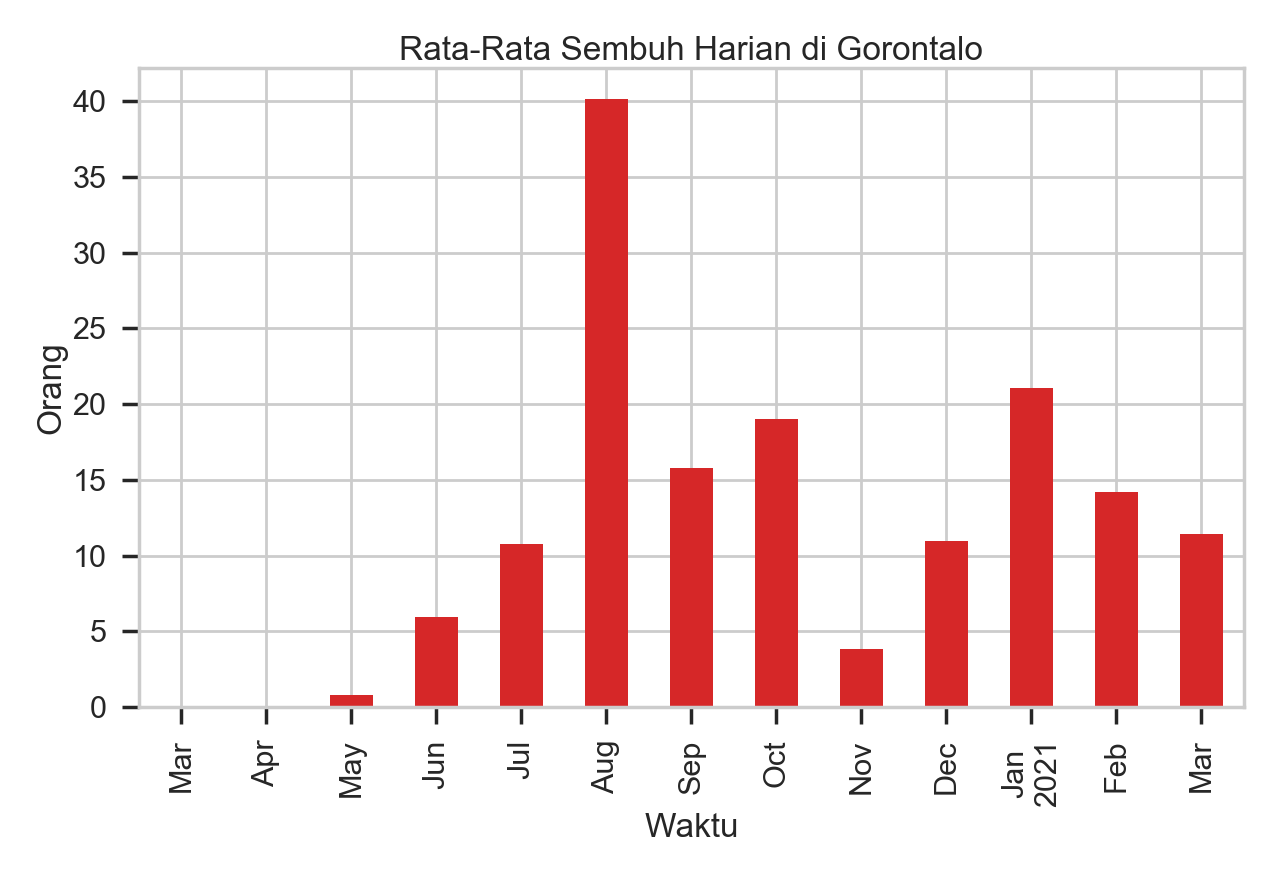 Rata-Rata Sembuh Harian di Gorontalo
40
35
30
25
20
15
10
5
0
Orang
Mar
Apr
May
Jun
Jul
Aug
Sep
Oct
Nov
Dec
Jan
2021
Feb
Mar
Waktu